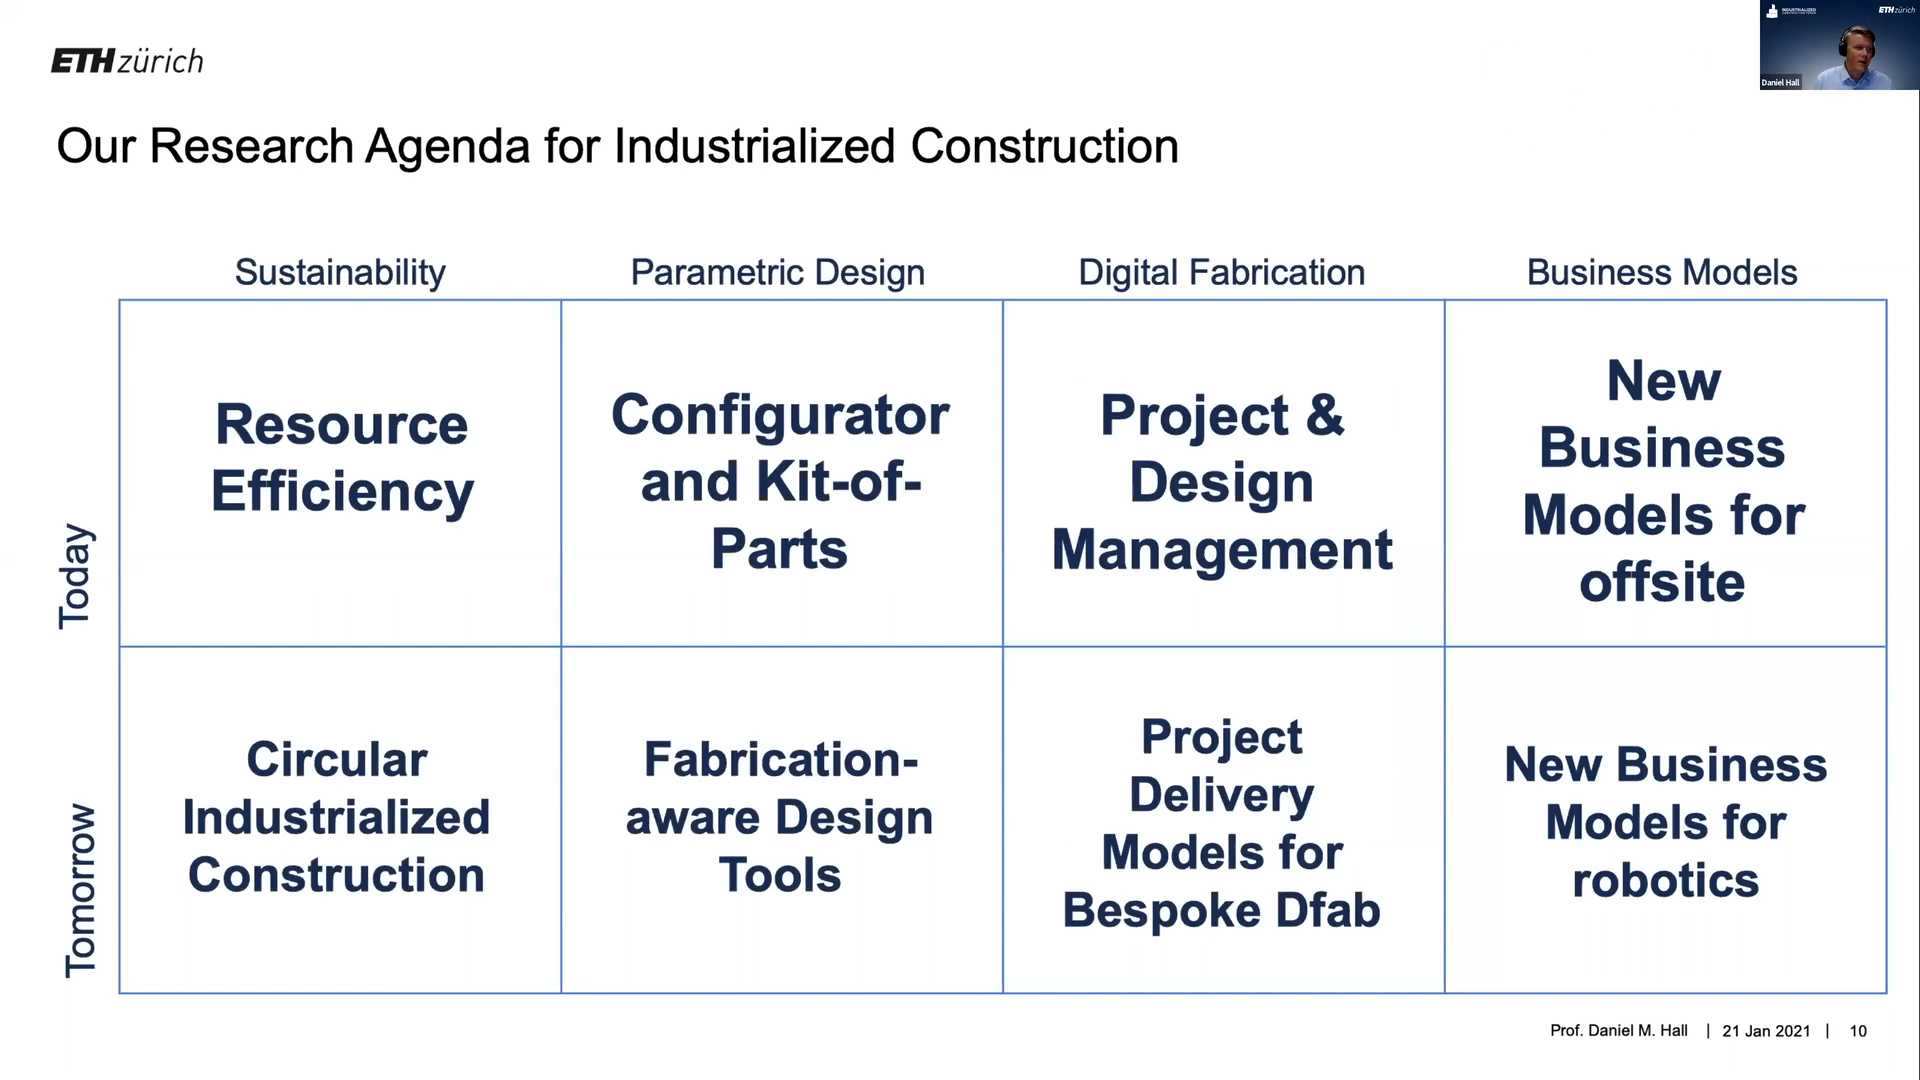 ETH zürich
INDUSTRIALIZED
ETH zürich
Daniel Hall
Our Research Agenda for Industrialized Construction
Sustainability
Parametric Design
Digital Fabrication
Business Models
Today
Resource
Efficiency
Configurator
and Kit-of-
Parts
Project &
Design
Management
New
Business
Models for
offsite
Tomorrow
Circular
Industrialized
Construction
Fabrication-
aware Design
Tools
Project
Delivery
Models for
Bespoke Dfab
New Business
Models for
robotics
Prof. Daniel M. Hall | 21 Jan 2021 | 10